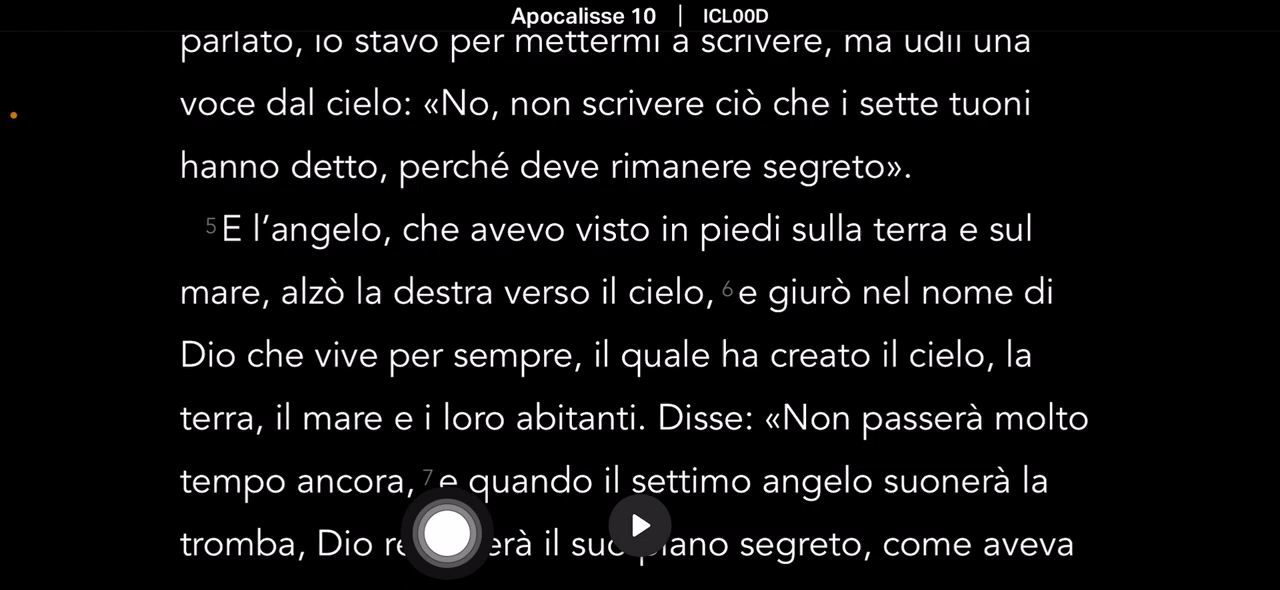 Apocalisse 10 | ICL00D
parlato, io stavo per mettermi a scrivere, ma udii una
voce dal cielo: «No, non scrivere ciò che i sette tuoni
hanno detto, perché deve rimanere segreto».
5 E l’angelo, che avevo visto in piedi sulla terra e sul
mare, alzò la destra verso il cielo, 6 e giurò nel nome di
Dio che vive per sempre, il quale ha creato il cielo, la
terra, il mare e i loro abitanti. Disse: «Non passerà molto
tempo ancora, 7 e quando il settimo angelo suonerà la
tromba, Dio il suo piano segreto, come aveva